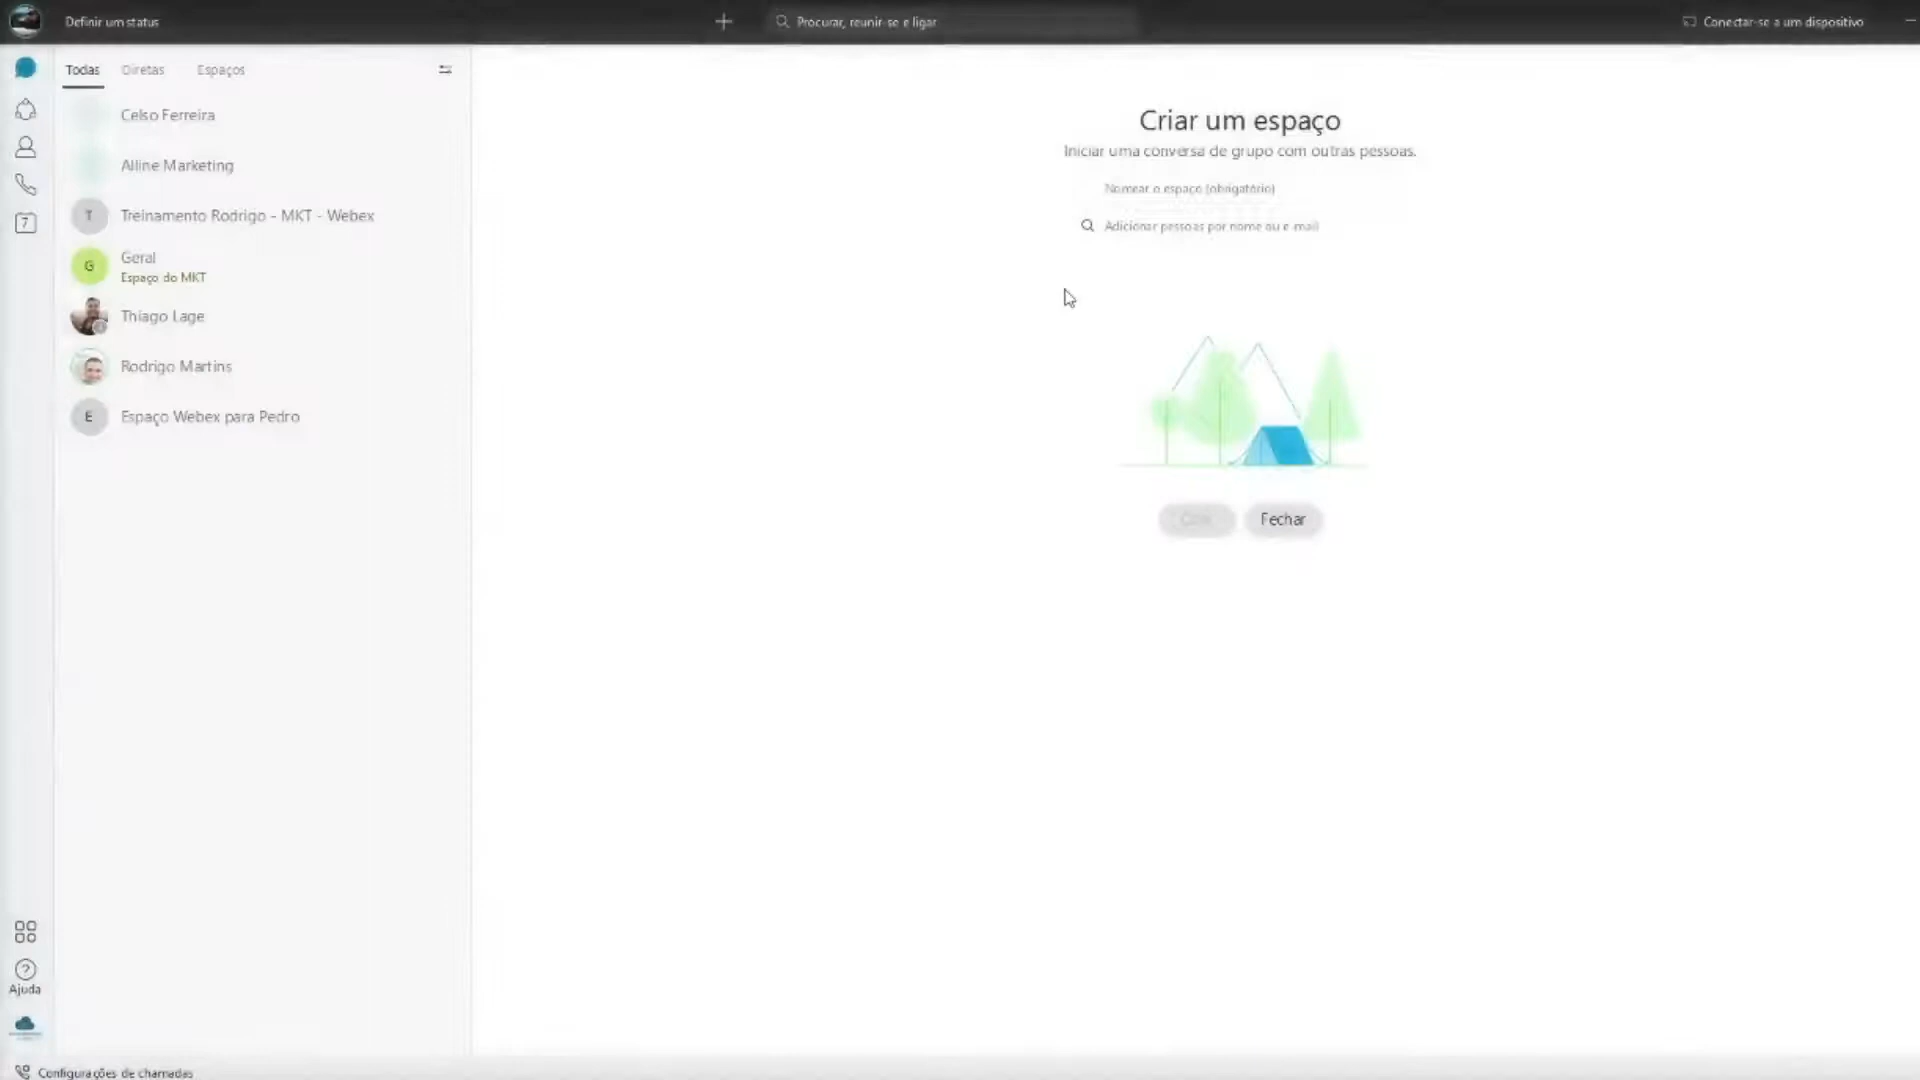 Definir um status
Procurar, reunir-se e ligar
Conectar-se a um dispositivo
Todas
Diretas
Espaços
Celso Ferreira
Alline Marketing
T
Treinamento Rodrigo - MKT - Webex
G
Geral
Espaço do MKT
Thiago Lage
Rodrigo Martins
E
Espaço Webex para Pedro
7
Criar um espaço
Iniciar uma conversa de grupo com outras pessoas.
Nomear o espaço (obrigatório)
Adicionar pessoas por nome ou e-mail
Fechar
Ajuda
Configurações de chamadas